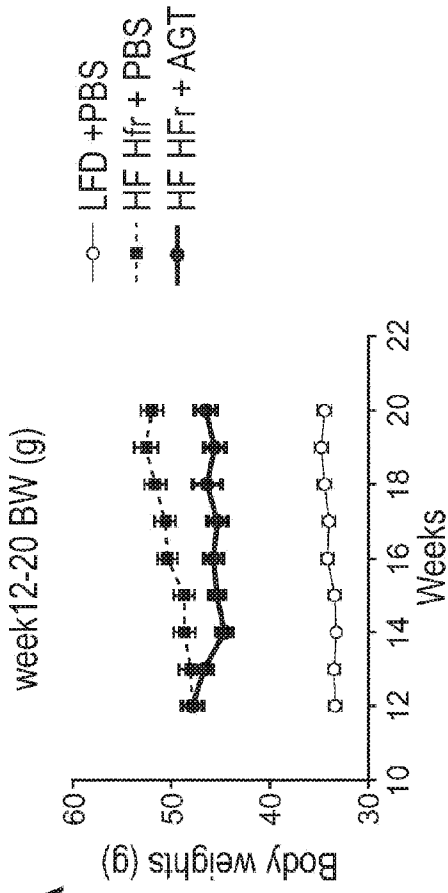 week12-20 BW (g)
Body weights (g)
60
50
40
30
10
12
14
16
18
20
22
Weeks
LFD +PBS
HF Hfr + PBS
HF HFr + AGT